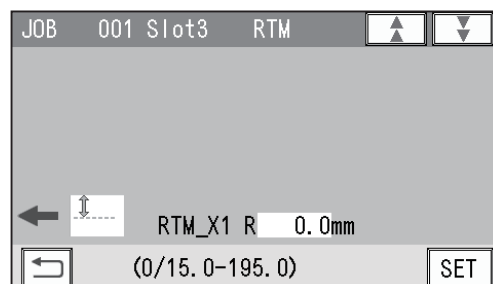 JOB 001 Slot3 RTM
RTM_X1 R 0.0mm
(0/15.0-195.0) SET